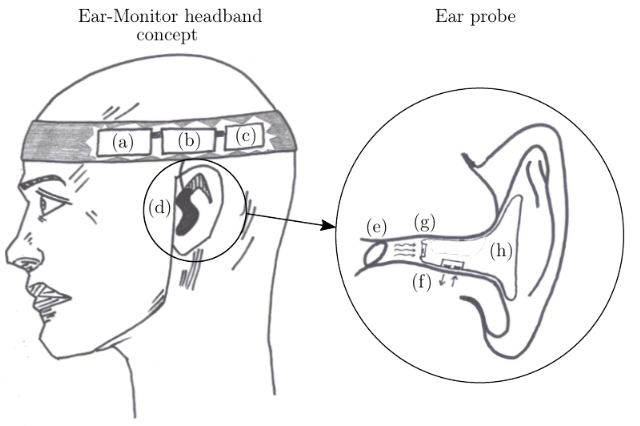 Ear-Monitor headband
concept
Ear probe
(a)
(b)
(c)
(d)
(e)
(g)
(h)
(f)